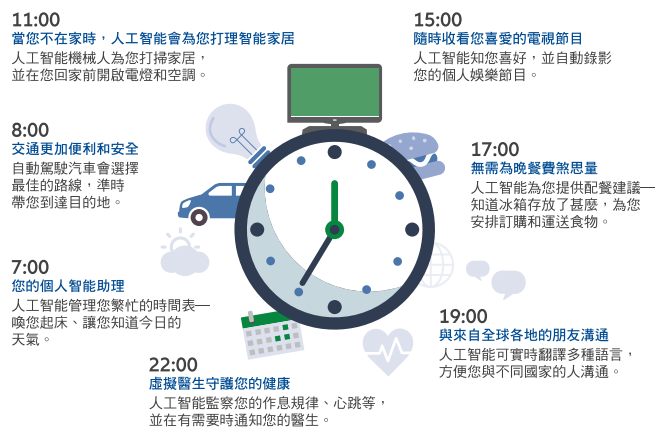 11:00
當您不在家時，人工智能會為您打理智能家居
人工智能機械人為您打掃家居，
並在您回家前開啟電燈和空調。
15:00
隨時收看您喜愛的電視節目
人工智能知您喜好，並自動錄影
您的個人娛樂節目。
8:00
交通更加便利和安全
自動駕駛汽車會選擇
最佳的路線，準時
帶您到達目的地。
17:00
無需為晚餐費煞思量
人工智能為您提供配餐建議—
知道冰箱存放了甚麼，為您
安排訂購和運送食物。
7:00
您的個人智能助理
人工智能管理您繁忙的時間表—
喚您起床、讓您知道今日的
天氣。
19:00
與來自全球各地的朋友溝通
人工智能可實時翻譯多種語言，
方便您與不同國家的人溝通。
22:00
虛擬醫生守護您的健康
人工智能監察您的作息規律、心跳等，
並在有需要時通知您的醫生。